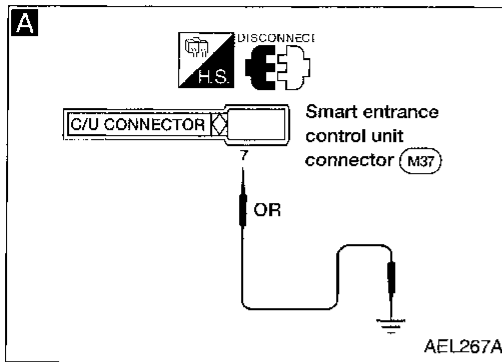 A
DISCONNECT
H.S.
C/U CONNECTOR
Smart entrance
control unit
connector M37
7
OR
AEL267A